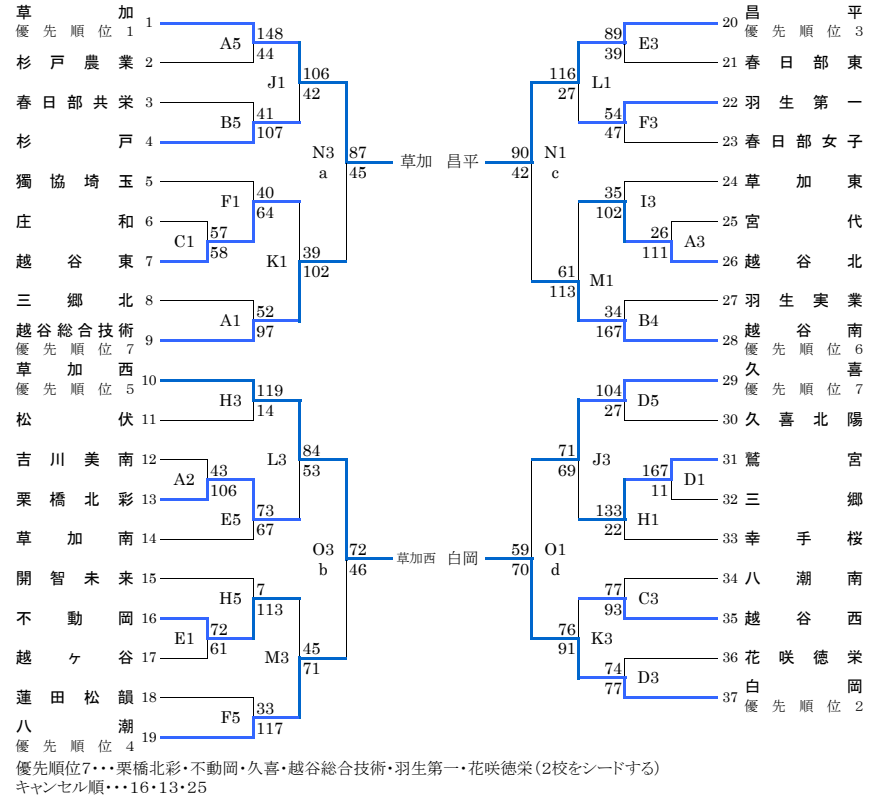 草加 1
優先順位 1
杉戸農業 2
春日部共栄 3
杉戸 4
獨協埼玉 5
庄和 6
越谷東 7
三郷北 8
越谷総合技術 9
優先順位 7
草加西 10
優先順位 5
松伏 11
吉川美南 12
栗橋北彩 13
草加南 14
開智未来 15
不動岡 16
越ヶ谷 17
蓮田松韻 18
八潮 19
優先順位 4
A5 148 44
J1 106 42
B5 41 107
N3 87 45
a
F1 40 64
C1 57 58
K1 39 102
A1 52 97
H3 119 14
L3 84 53
A2 43 106
E5 73 67
O3 72 46
b
H5 7 113
E1 72 61
M3 45 71
F5 33 117
草加 昌平
草加西 白岡
20 昌平
優先順位 3
21 春日部東
22 羽生第一
23 春日部女子
24 草加東
25 宮代
26 越谷北
27 羽生実業
28 越谷南
優先順位 6
29 久喜
優先順位 7
30 久喜北陽
31 鷲宮
32 三郷
33 幸手桜
34 八潮南
35 越谷西
36 花咲徳栄
37 白岡
優先順位 2
89 39 E3
116 27 L1
54 47 F3
90 42 N1
c
35 102 I3
26 111 A3
61 113 M1
34 167 B4
104 27 D5
71 69 J3
167 11 D1
133 22 H1
59 70 O1
d
77 93 C3
76 91 K3
74 77 D3
優先順位7・・・栗橋北彩・不動岡・久喜・越谷総合技術・羽生第一・花咲徳栄（2校をシードする）
キャンセル順・・・16・13・25